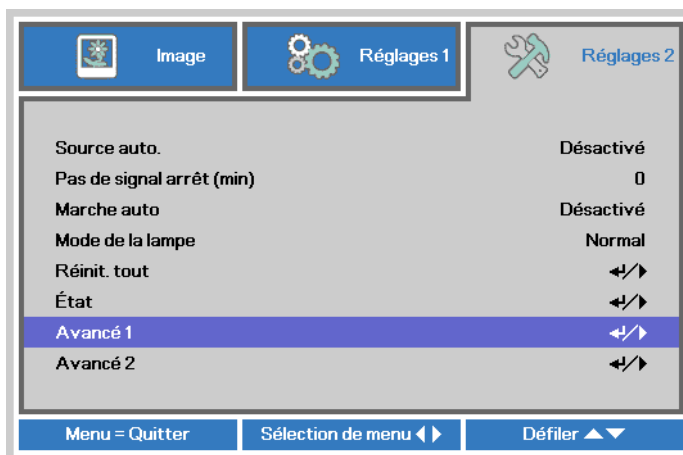 Image
Réglages 1
Réglages 2
Source auto. Désactivé
Pas de signal arrêt (min) 0
Marche auto Désactivé
Mode de la lampe Normal
Réinit. tout ↵/▶
État ↵/▶
Avancé 1 ↵/▶
Avancé 2 ↵/▶
Menu = Quitter
Sélection de menu ◀▶
Défiler ▲▼